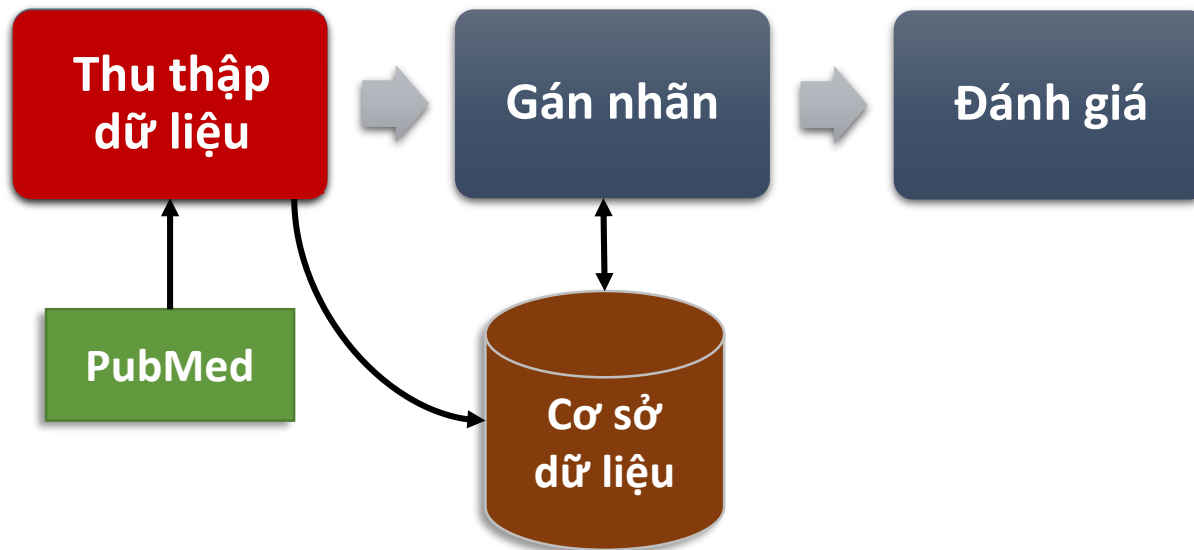 Thu thập
dữ liệu
Gán nhãn
Đánh giá
PubMed
Cơ sở
dữ liệu